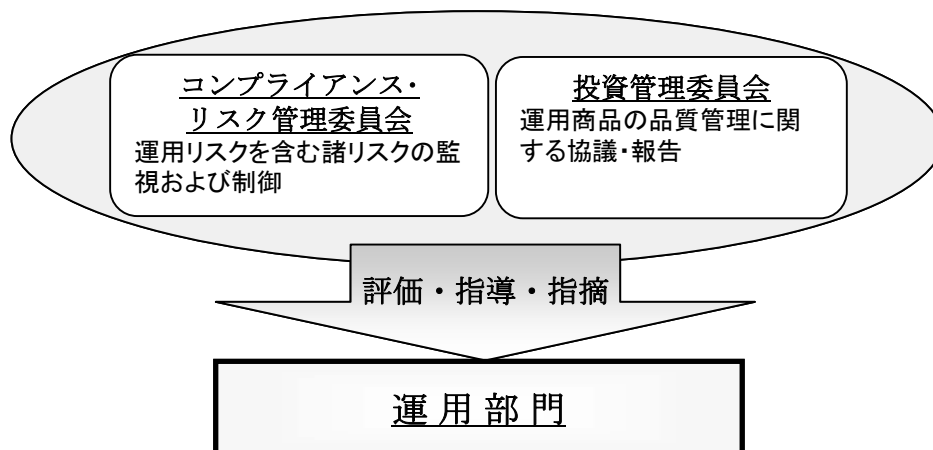 コンプライアンス・
リスク管理委員会
運用リスクを含む諸リスクの監
視および制御
投資管理委員会
運用商品の品質管理に関
する協議・報告
評価・指導・指摘
運用部門